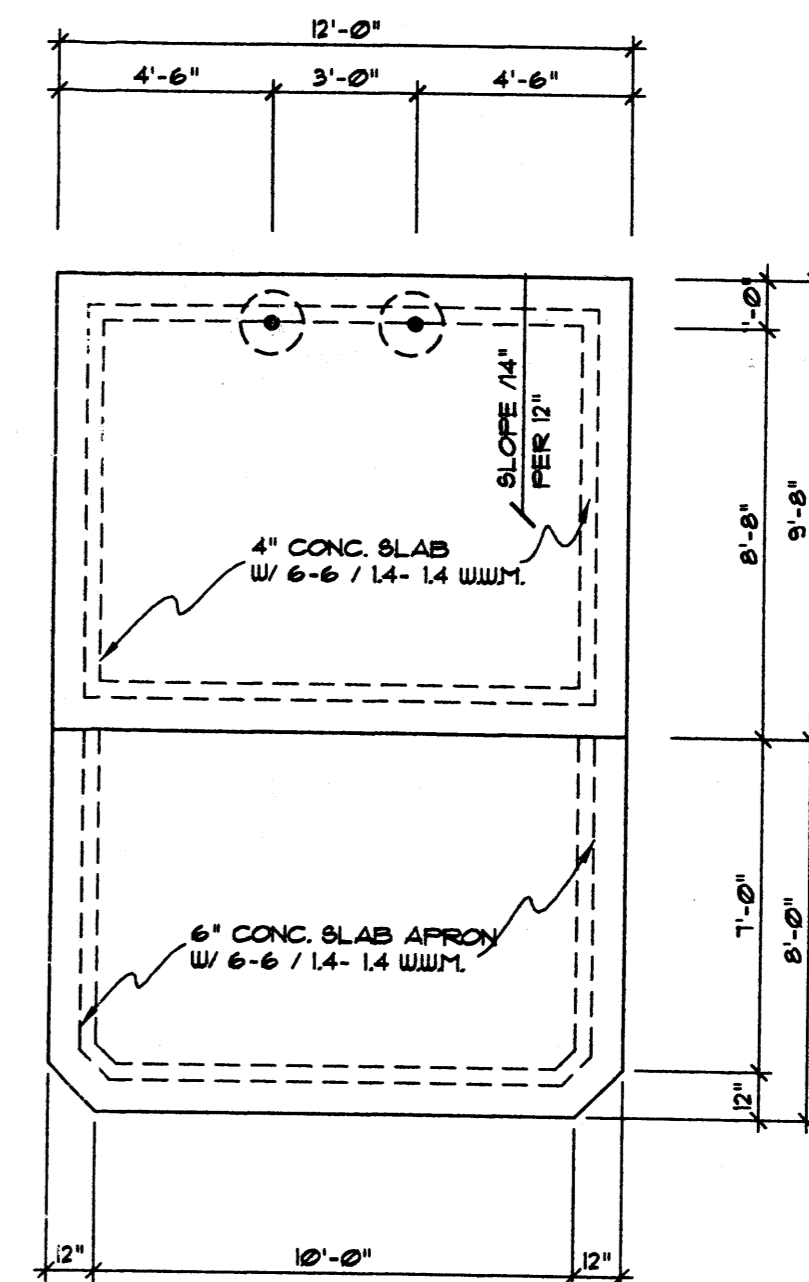 12'-0"
4'-6"
3'-0"
4'-6"
1'-0"
SLOPE /14"
PER 12"
8'-8"
9'-8"
4" CONC. SLAB
W/ 6-6 / 1.4- 1.4 W.W.M.
6" CONC. SLAB APRON
W/ 6-6 / 1.4- 1.4 W.W.M.
7'-0"
8'-0"
12"
12"
10'-0"
12"